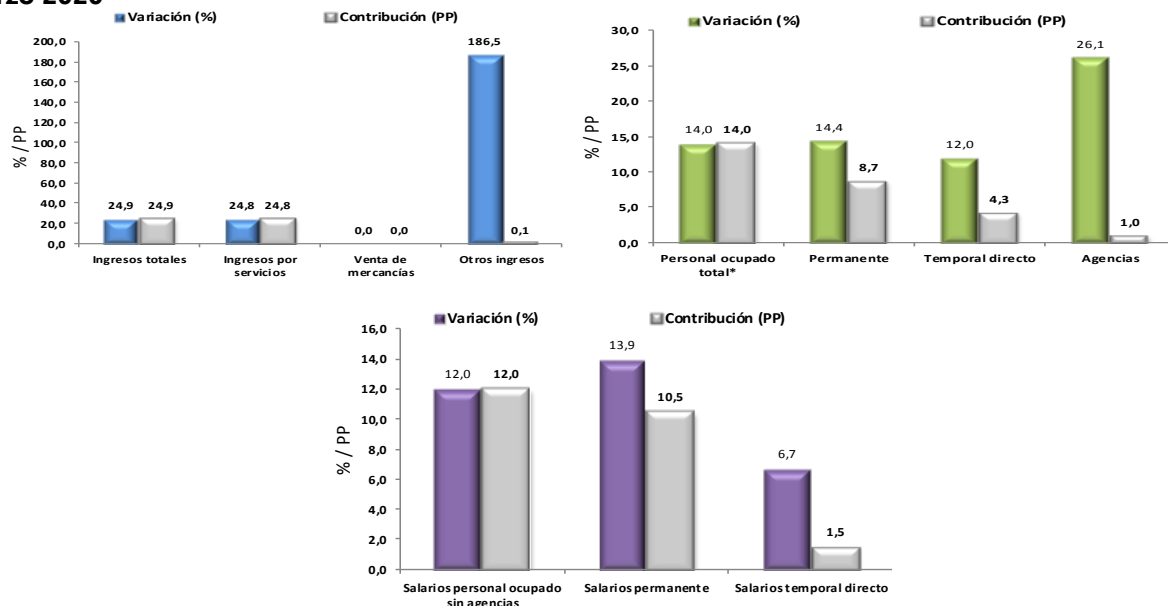 Variación (%) Contribución (PP)
200,0
180,0
160,0
140,0
120,0
100,0
80,0
60,0
40,0
20,0
0,0
% / PP
24,9 24,9
24,8 24,8
0,0 0,0
186,5
0,1
Ingresos totales
Ingresos por
servicios
Venta de
mercancías
Otros ingresos
Variación (%) Contribución (PP)
30,0
25,0
20,0
15,0
10,0
5,0
0,0
% / PP
14,0 14,0
14,4
8,7
12,0
4,3
26,1
1,0
Personal ocupado
total*
Permanente
Temporal directo
Agencias
Variación (%) Contribución (PP)
16,0
14,0
12,0
10,0
8,0
6,0
4,0
2,0
0,0
% / PP
12,0 12,0
13,9
10,5
6,7
1,5
Salarios personal ocupado
sin agencias
Salarios permanente
Salarios temporal directo